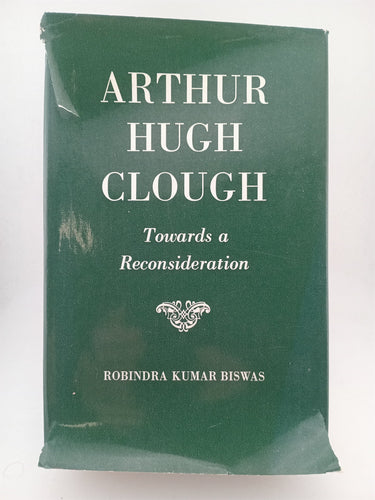 ARTHUR
HUGH
CLOUGH
Towards a
Reconsideration
ROBINDRA KUMAR BISWAS